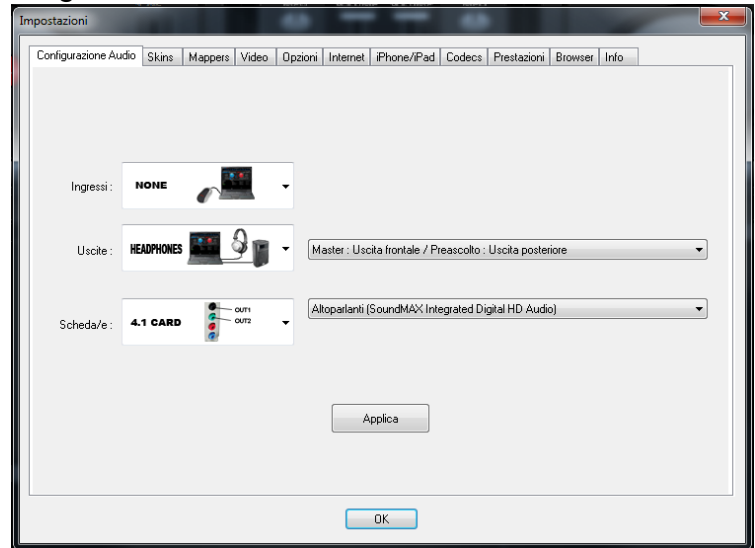 Impostazioni
Configurazione Audio Skins Mappers Video Opzioni Internet iPhone/iPad Codecs Prestazioni Browser Info
Ingressi : NONE
Uscite : HEADPHONES Master : Uscita frontale / Preascolto : Uscita posteriore
Altoparlanti (SoundMAX Integrated Digital HD Audio)
OUT1
Scheda/e : 4.1 CARD OUT2
Applica
OK